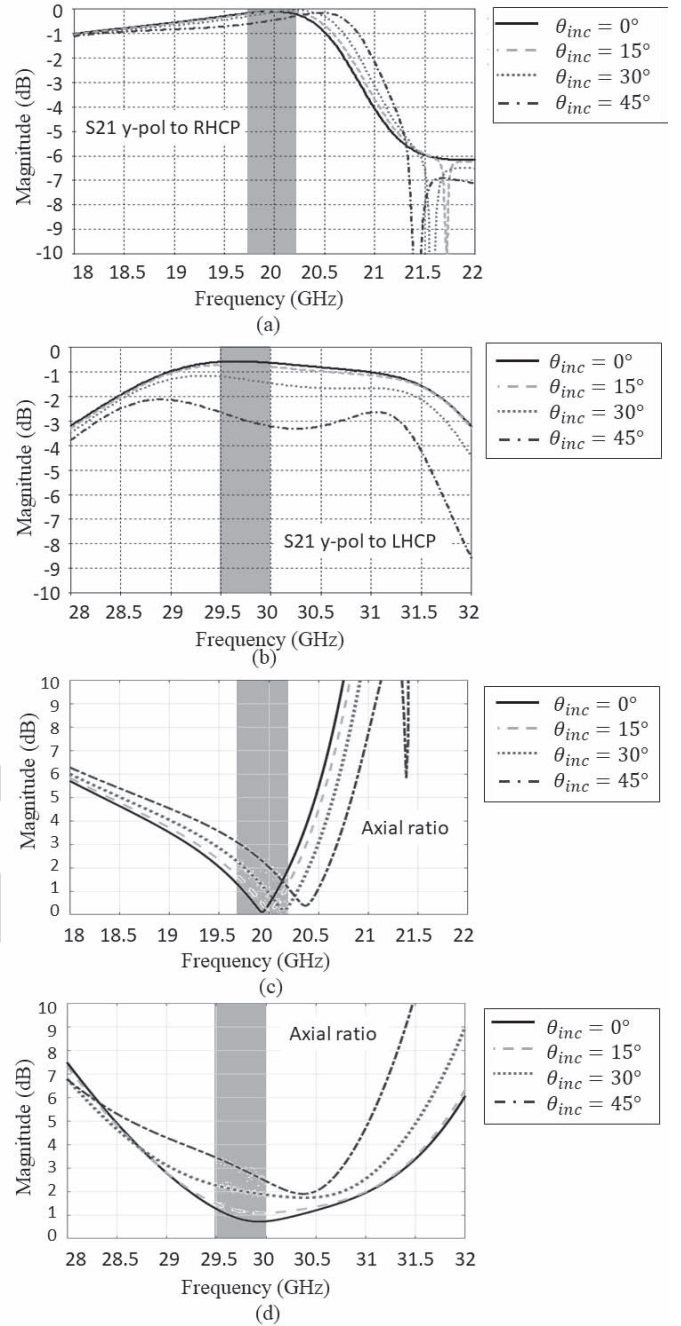 0
-1
-2
-3
-4
-5
-6
-7
-8
-9
-10
Magnitude (dB)
S21 y-pol to RHCP
18 18.5 19 19.5 20 20.5 21 21.5 22
Frequency (GHz)
(a)
θinc = 0°
θinc = 15°
θinc = 30°
θinc = 45°
0
-1
-2
-3
-4
-5
-6
-7
-8
-9
-10
Magnitude (dB)
S21 y-pol to LHCP
28 28.5 29 29.5 30 30.5 31 31.5 32
Frequency (GHz)
(b)
θinc = 0°
θinc = 15°
θinc = 30°
θinc = 45°
10
9
8
7
6
5
4
3
2
1
0
Magnitude (dB)
Axial ratio
18 18.5 19 19.5 20 20.5 21 21.5 22
Frequency (GHz)
(c)
θinc = 0°
θinc = 15°
θinc = 30°
θinc = 45°
10
9
8
7
6
5
4
3
2
1
0
Magnitude (dB)
Axial ratio
28 28.5 29 29.5 30 30.5 31 31.5 32
Frequency (GHz)
(d)
θinc = 0°
θinc = 15°
θinc = 30°
θinc = 45°